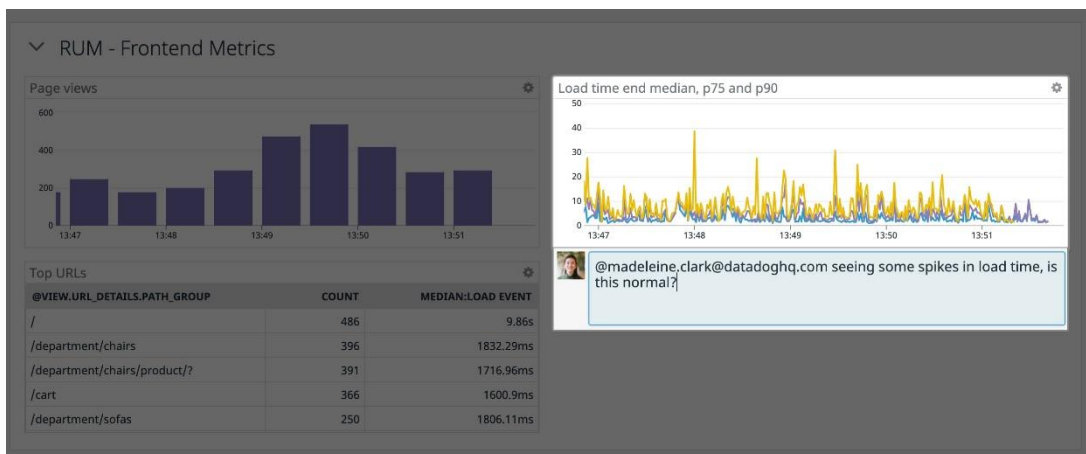 RUM - Frontend Metrics
Page views
600
400
200
0
13:47 13:48 13:49 13:50 13:51
Load time end median, p75 and p90
50
40
30
20
10
0
13:47 13:48 13:49 13:50 13:51
@madeleine.clark@datadoghq.com seeing some spikes in load time, is
this normal?
Top URLs
@VIEW.URL_DETAILS.PATH_GROUP COUNT MEDIAN:LOAD EVENT
/ 486 9.86s
/department/chairs 396 1832.29ms
/department/chairs/product/? 391 1716.96ms
/cart 366 1600.9ms
/department/sofas 250 1806.11ms